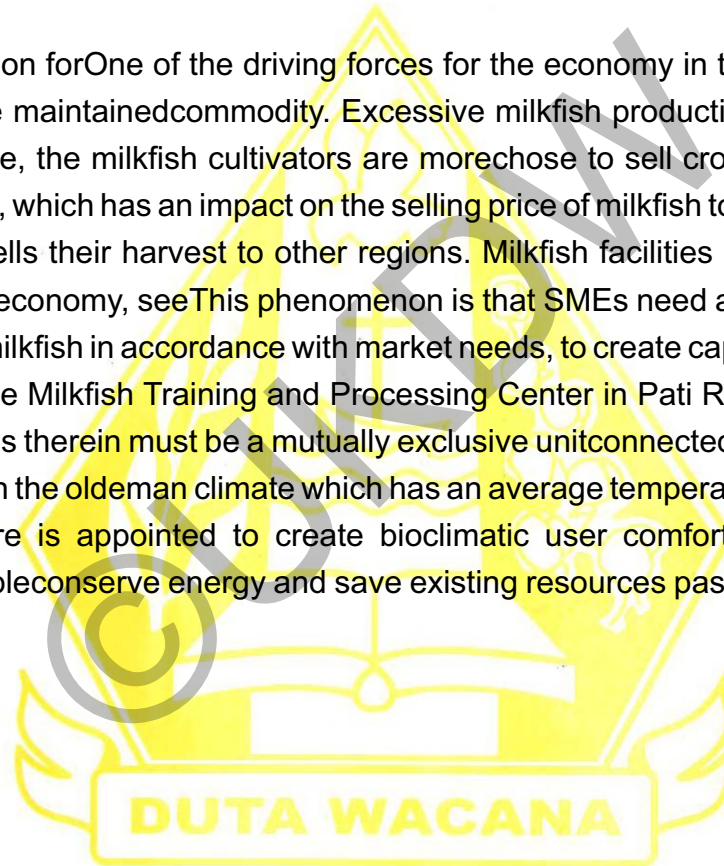 on forOne of the driving forces for the economy in t
maintainedcommodity. Excessive milkfish producti
e, the milkfish cultivators are morechose to sell cro
, which has an impact on the selling price of milkfish to
ells their harvest to other regions. Milkfish facilities
economy, seeThis phenomenon is that SMEs need a
ilkfish in accordance with market needs, to create cap
e Milkfish Training and Processing Center in Pati R
s therein must be a mutually exclusive unitconnected
n the oldeman climate which has an average tempera
re is appointed to create bioclimatic user comfort
leconserve energy and save existing resources pas
©UKDW
DUTA WACANA